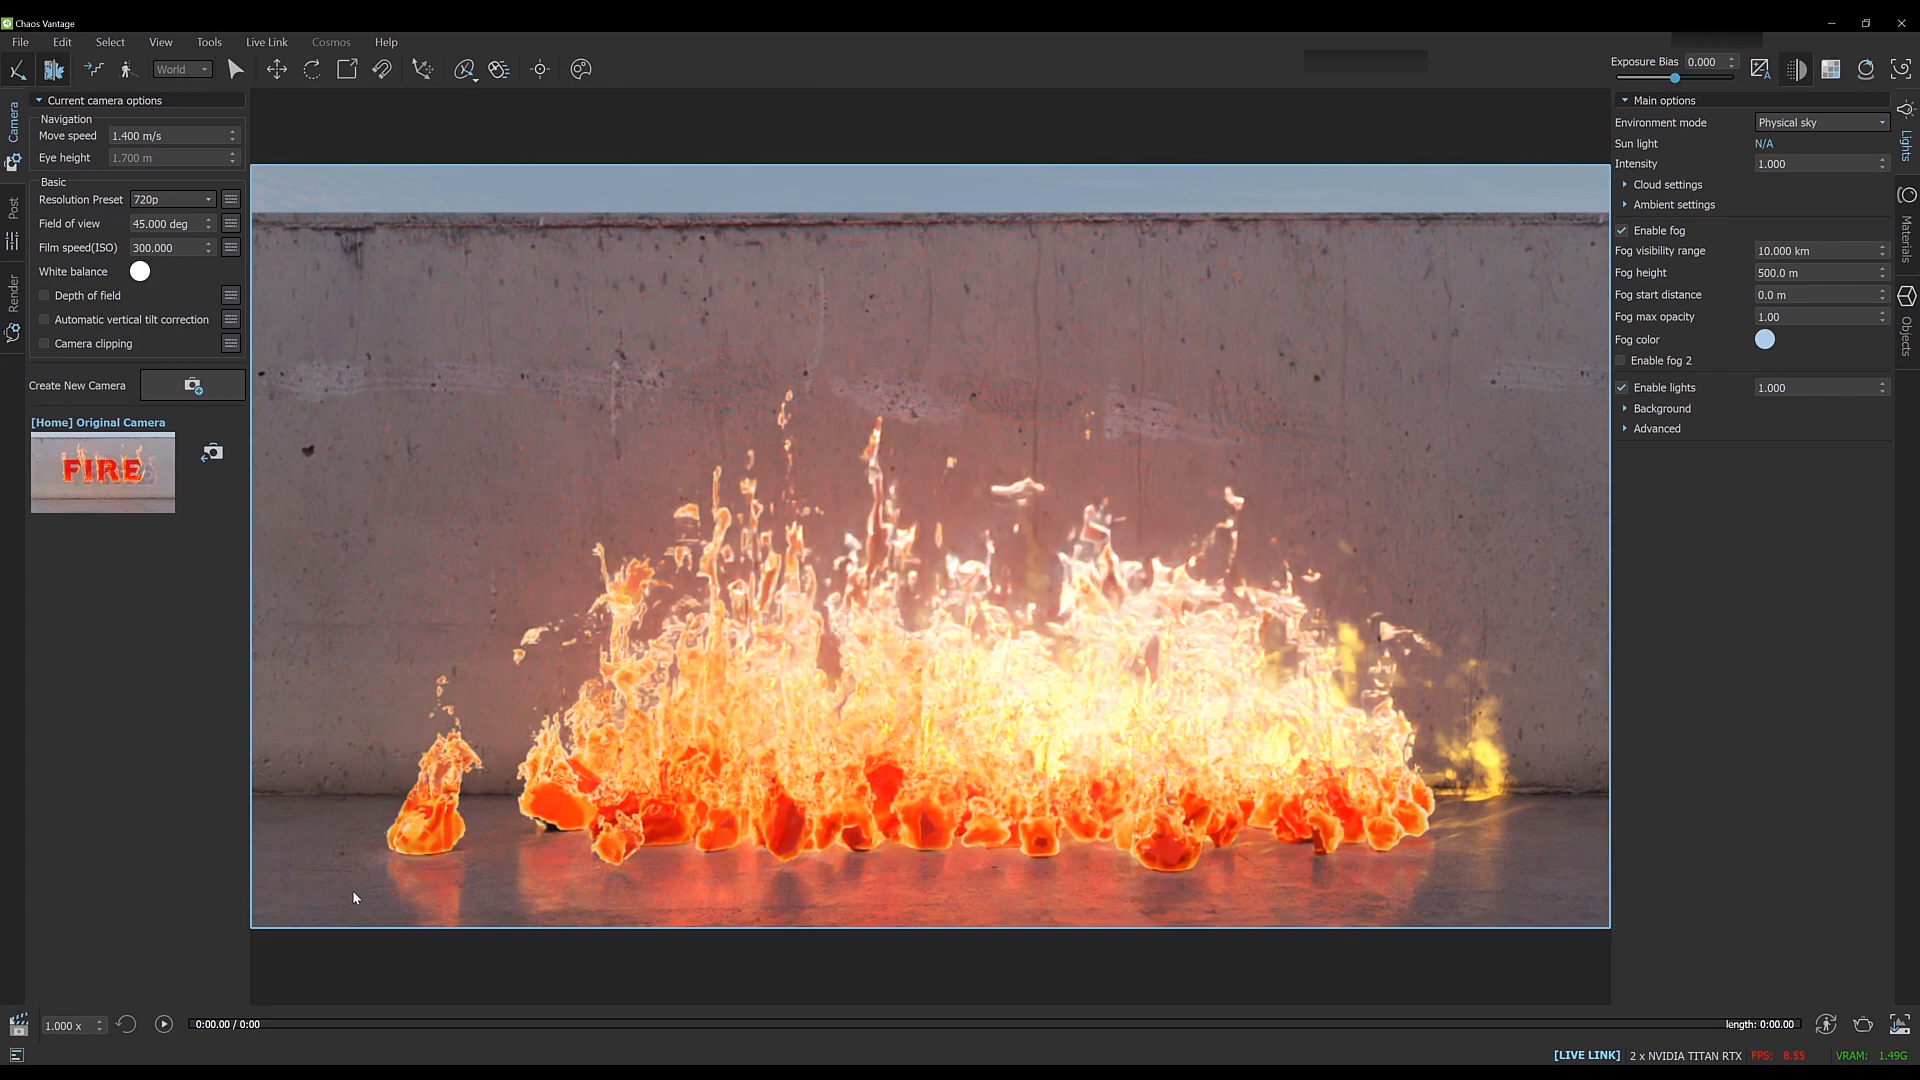 Chaos Vantage
File Edit Select View Tools Live Link Cosmos Help
World
Exposure Bias 0.000
Camera
Post
Render
Current camera options
Navigation
Move speed 1.400 m/s
Eye height 1.700 m
Basic
Resolution Preset 720p
Field of view 45.000 deg
Film speed(ISO) 300.000
White balance
Depth of field
Automatic vertical tilt correction
Camera clipping
Create New Camera
[Home] Original Camera
FIRE
Main options
Environment mode Physical sky
Sun light N/A
Intensity 1.000
Cloud settings
Ambient settings
Enable fog
Fog visibility range 10.000 km
Fog height 500.0 m
Fog start distance 0.0 m
Fog max opacity 1.00
Fog color
Enable fog 2
Enable lights 1.000
Background
Advanced
Lights
Materials
Objects
1.000 x
0:00.00 / 0:00
length: 0:00.00
[LIVE LINK] 2 x NVIDIA TITAN RTX FPS: 8.55 VRAM: 1.49G